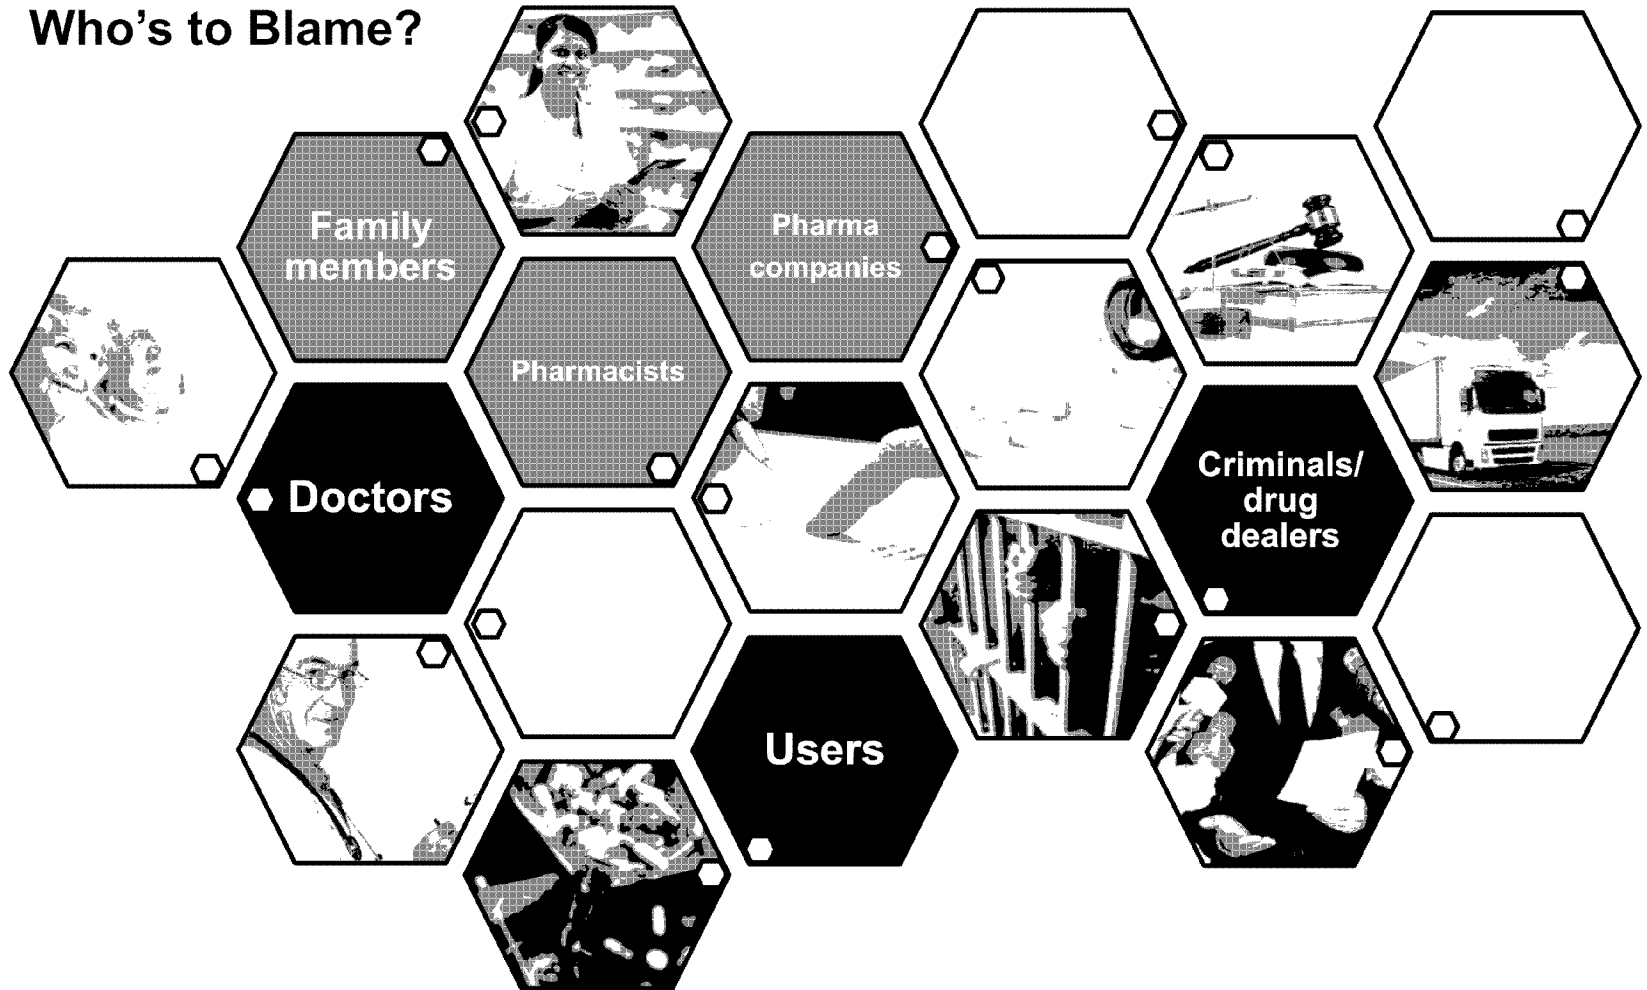 Who's to Blame?
Family
members
Pharma
companies
Pharmacists
Doctors
Criminals/
drug
dealers
Users